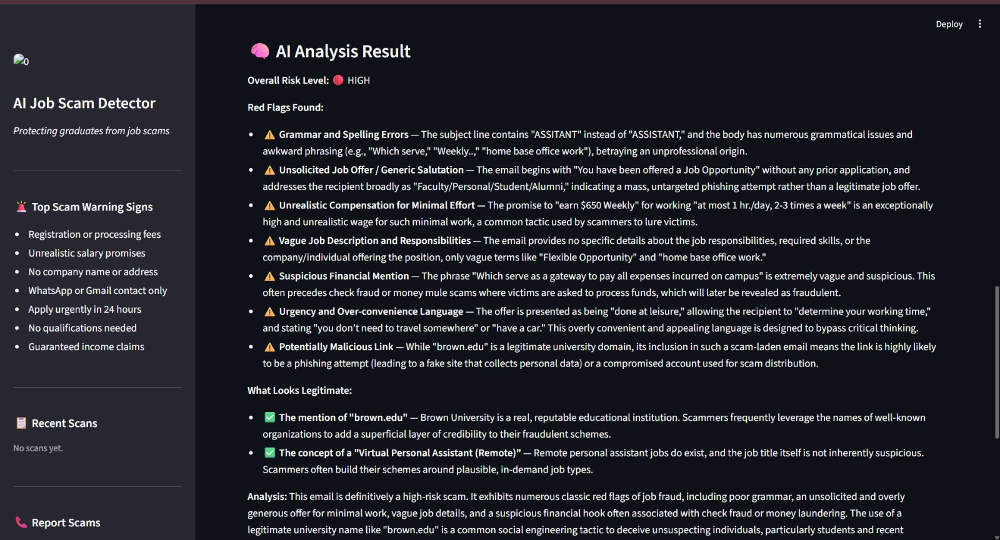 Deploy
0
AI Job Scam Detector
Protecting graduates from job scams
🚨 Top Scam Warning Signs
• Registration or processing fees
• Unrealistic salary promises
• No company name or address
• WhatsApp or Gmail contact only
• Apply urgently in 24 hours
• No qualifications needed
• Guaranteed income claims
📋 Recent Scans
No scans yet.
📞 Report Scams
🧠 AI Analysis Result
Overall Risk Level: 🔴 HIGH
Red Flags Found:
• ⚠️ Grammar and Spelling Errors — The subject line contains "ASSITANT" instead of "ASSISTANT," and the body has numerous grammatical issues and
awkward phrasing (e.g., "Which serve," "Weekly..," "home base office work"), betraying an unprofessional origin.
• ⚠️ Unsolicited Job Offer / Generic Salutation — The email begins with "You have been offered a Job Opportunity" without any prior application, and
addresses the recipient broadly as "Faculty/Personal/Student/Alumni," indicating a mass, untargeted phishing attempt rather than a legitimate job offer.
• ⚠️ Unrealistic Compensation for Minimal Effort — The promise to "earn $650 Weekly" for working "at most 1 hr./day, 2-3 times a week" is an exceptionally
high and unrealistic wage for such minimal work, a common tactic used by scammers to lure victims.
• ⚠️ Vague Job Description and Responsibilities — The email provides no specific details about the job responsibilities, required skills, or the
company/individual offering the position, only vague terms like "Flexible Opportunity" and "home base office work."
• ⚠️ Suspicious Financial Mention — The phrase "Which serve as a gateway to pay all expenses incurred on campus" is extremely vague and suspicious. This
often precedes check fraud or money mule scams where victims are asked to process funds, which will later be revealed as fraudulent.
• ⚠️ Urgency and Over-convenience Language — The offer is presented as being "done at leisure," allowing the recipient to "determine your working time,"
and stating "you don't need to travel somewhere" or "have a car." This overly convenient and appealing language is designed to bypass critical thinking.
• ⚠️ Potentially Malicious Link — While "brown.edu" is a legitimate university domain, its inclusion in such a scam-laden email means the link is highly likely
to be a phishing attempt (leading to a fake site that collects personal data) or a compromised account used for scam distribution.
What Looks Legitimate:
• ✅ The mention of "brown.edu" — Brown University is a real, reputable educational institution. Scammers frequently leverage the names of well-known
organizations to add a superficial layer of credibility to their fraudulent schemes.
• ✅ The concept of a "Virtual Personal Assistant (Remote)" — Remote personal assistant jobs do exist, and the job title itself is not inherently suspicious.
Scammers often build their schemes around plausible, in-demand job types.
Analysis: This email is definitively a high-risk scam. It exhibits numerous classic red flags of job fraud, including poor grammar, an unsolicited and overly
generous offer for minimal work, vague job details, and a suspicious financial hook often associated with check fraud or money laundering. The use of a
legitimate university name like "brown.edu" is a common social engineering tactic to deceive unsuspecting individuals, particularly students and recent